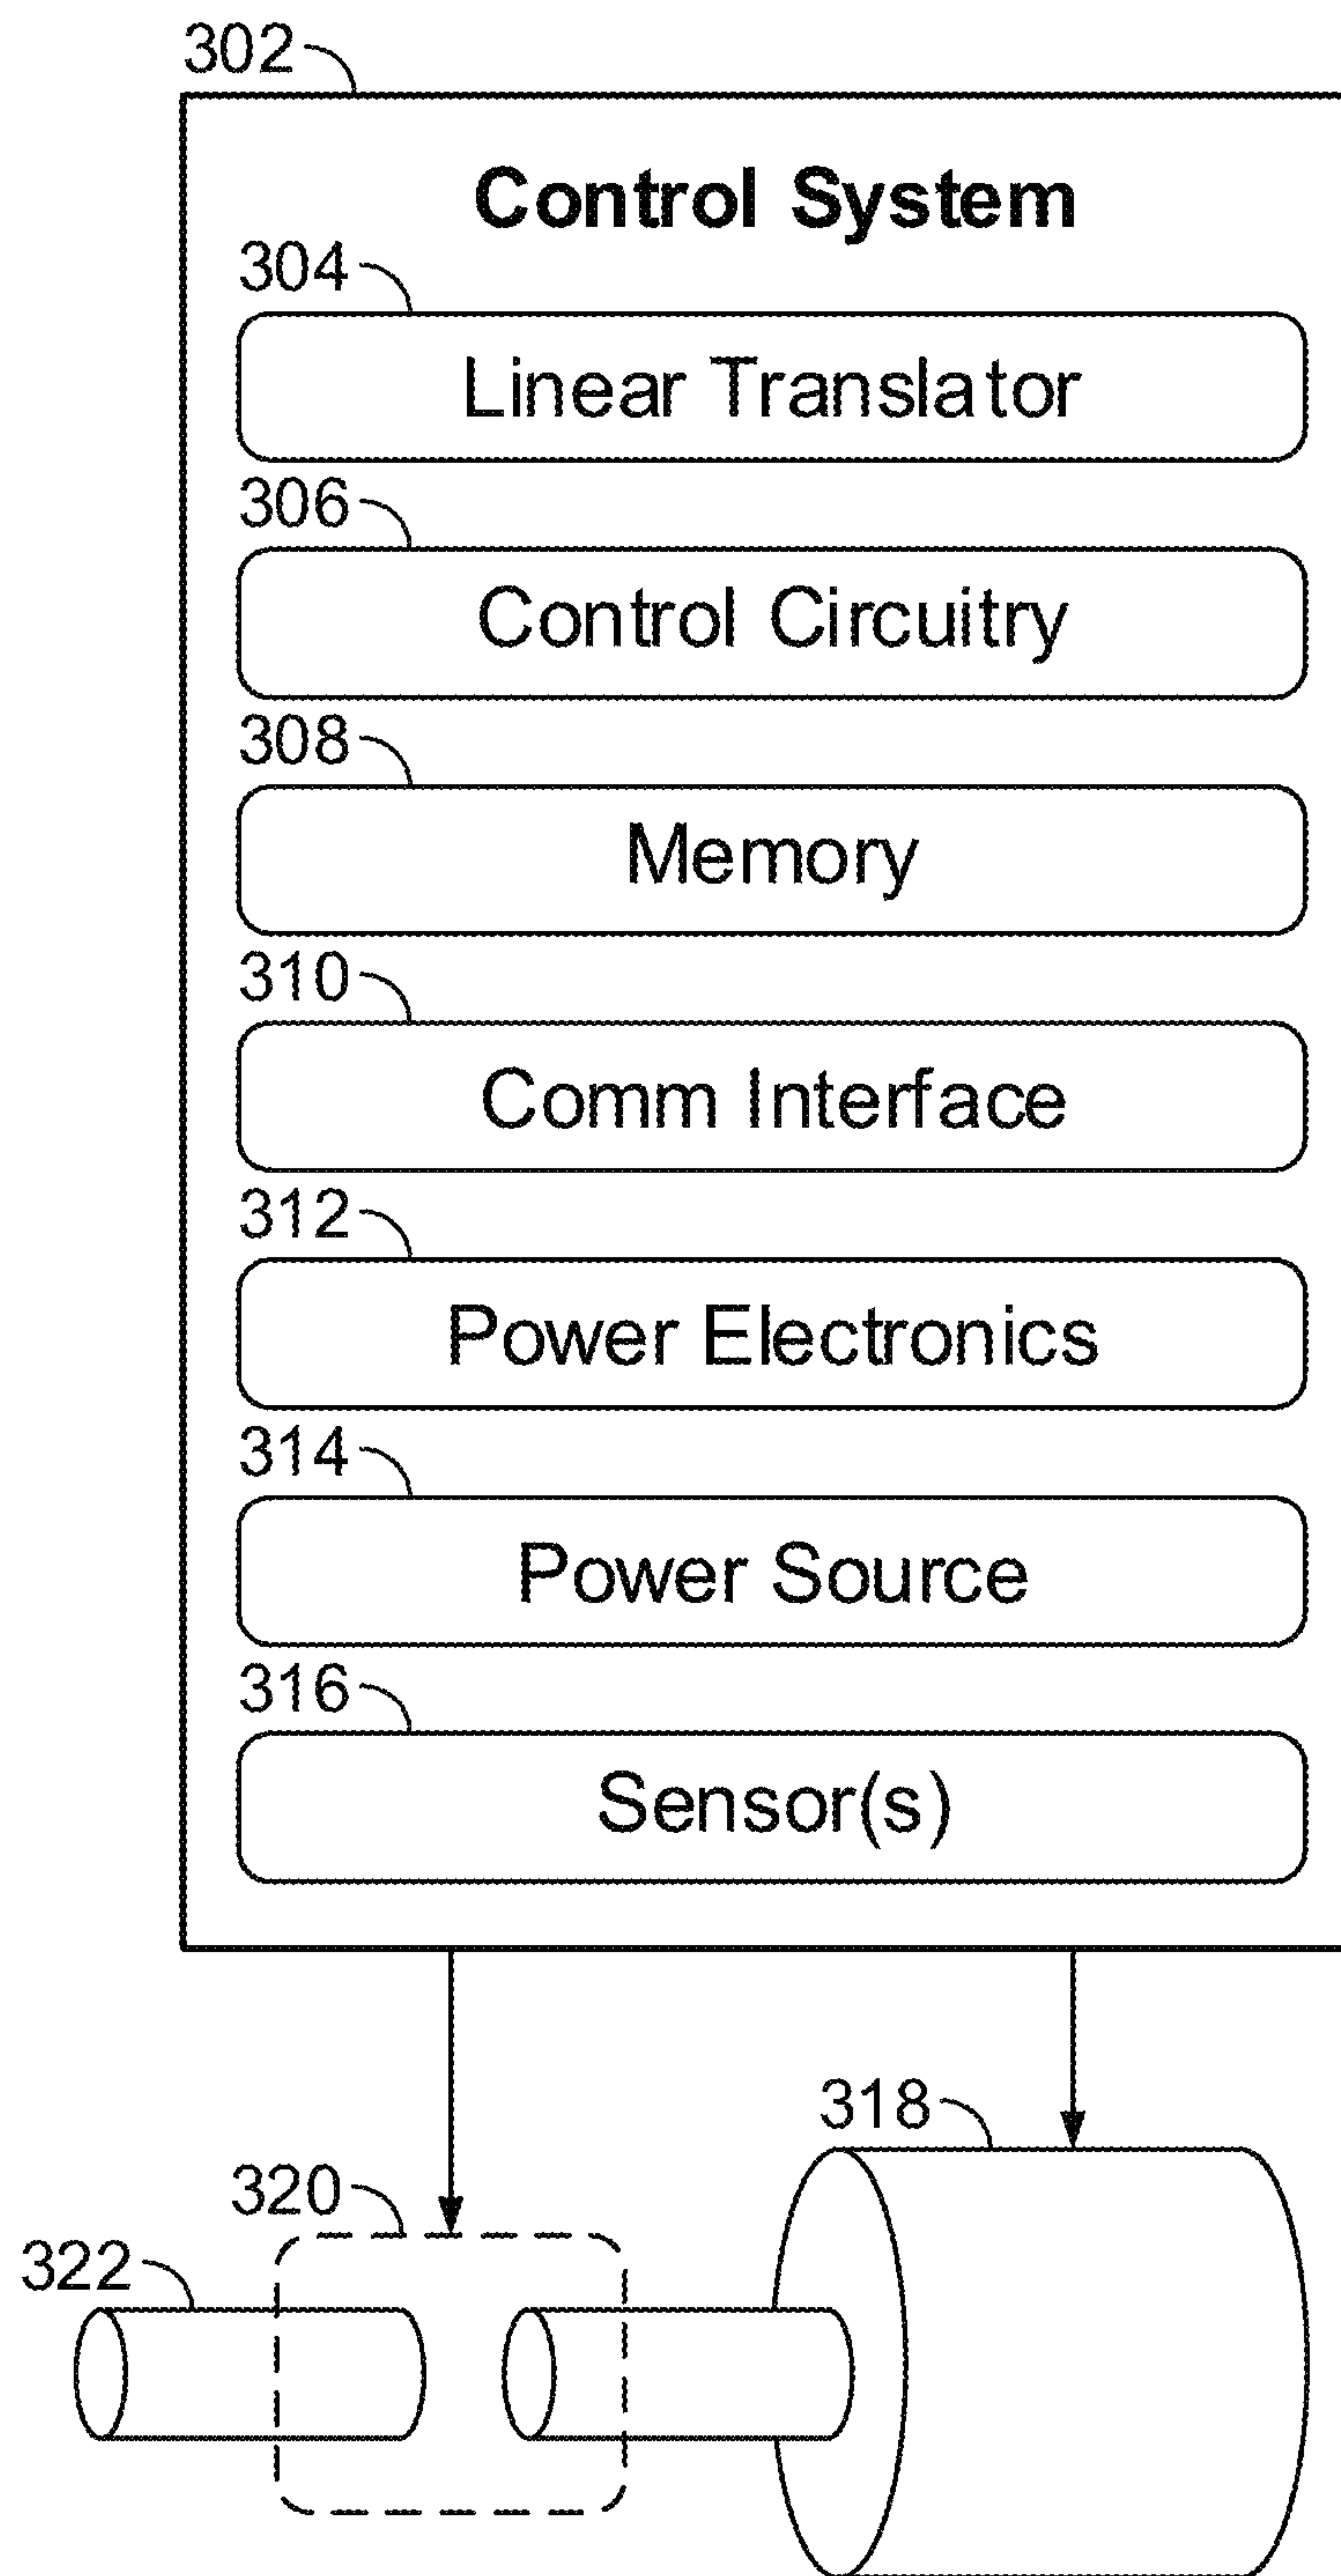 302
Control System
304
Linear Translator
306
Control Circuitry
308
Memory
310
Comm Interface
312
Power Electronics
314
Power Source
316
Sensor(s)
318
320
322